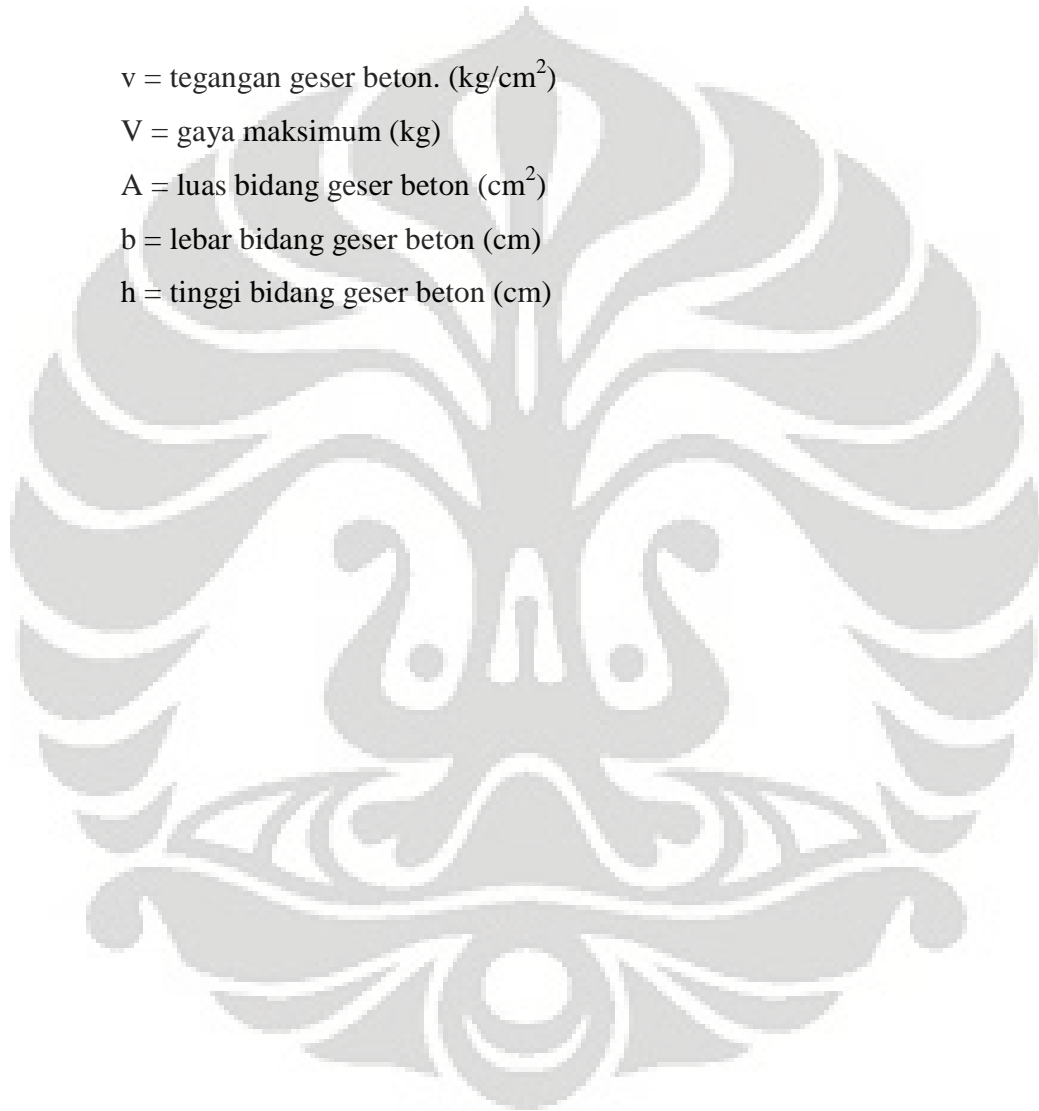 v = tegangan geser beton. (kg/cm²)
V = gaya maksimum (kg)
A = luas bidang geser beton (cm²)
b = lebar bidang geser beton (cm)
h = tinggi bidang geser beton (cm)